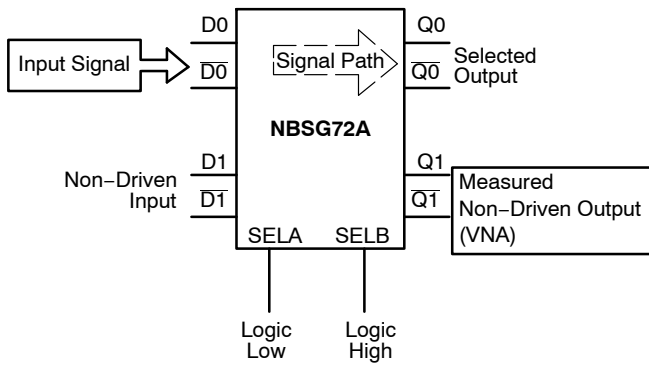 D0
Q0
Input Signal
D0
Signal Path
Q0
Selected
Output
NBSG72A
Non–Driven
Input
D1
D1
Q1
Q1
Measured
Non–Driven Output
(VNA)
SELA
SELB
Logic
Low
Logic
High